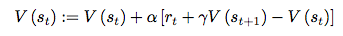 V (s_t) := V (s_t) + α [r_t + γV (s_{t+1}) − V (s_t)]